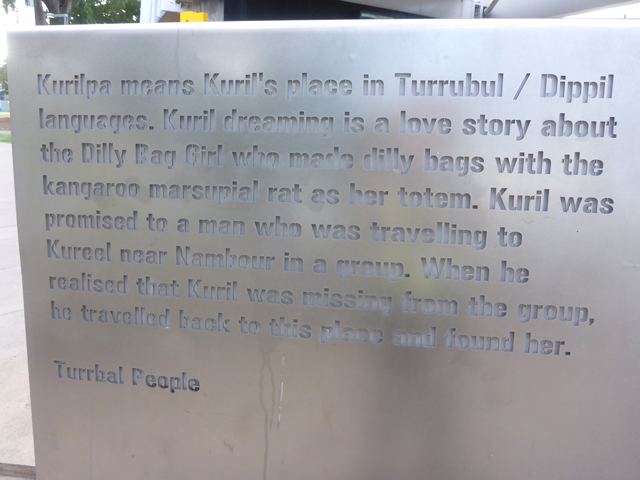 Kurilpa means Kuril's place in Turrubul / Dippil
languages. Kuril dreaming is a love story about
the Dilly Bag Girl who made dilly bags with the
kangaroo marsupial rat as her totem. Kuril was
promised to a man who was travelling to
Kureel near Nambour in a group. When he
realised that Kuril was missing from the group,
he travelled back to this place and found her.
Turrbal People